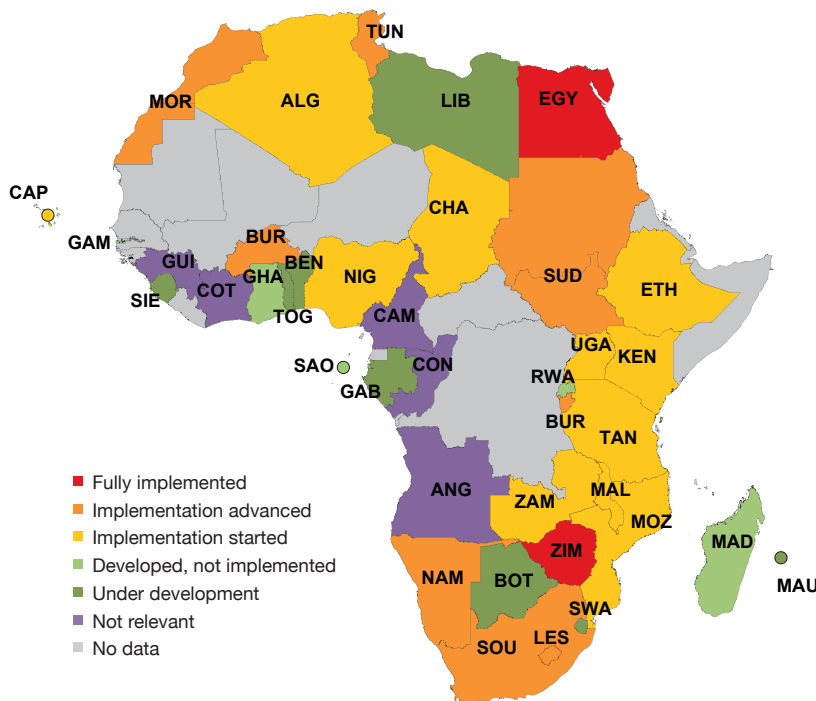 TUN
MOR
ALG
LIB
EGY
CAP
CHA
GAM
BUR
GUI
BEN
GHA
NIG
SUD
COT
ETH
SIE
TOG
CAM
UGA
KEN
SAO
CON
RWA
GAB
BUR
TAN
Fully implemented
Implementation advanced
Implementation started
Developed, not implemented
Under development
Not relevant
No data
ANG
ZAM
MAL
MOZ
MAD
ZIM
NAM
BOT
MAU
SWA
LES
SOU